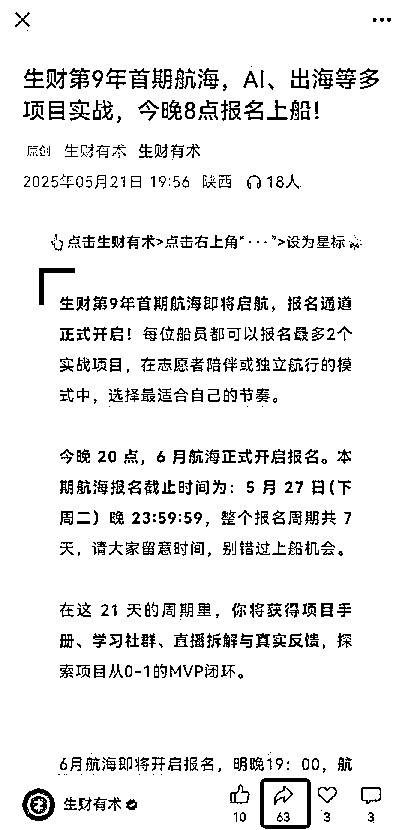 生财第9年首期航海，AI、出海等多
项目实战，今晚8点报名上船！
原创 生财有术 生财有术
2025年05月21日 19:56 陕西 18人
点击生财有术>点击右上角“···”>设为星标
生财第9年首期航海即将启航，报名通道
正式开启！每位船员都可以报名最多2个
实战项目，在志愿者陪伴或独立航行的模
式中，选择最适合自己的节奏。
今晚 20 点，6 月航海正式开启报名。本
期航海报名截止时间为：5 月 27 日(下
周二）晚 23:59:59，整个报名周期共 7
天，请大家留意时间，别错过上船机会。
在这 21 天的周期里，你将获得项目手
册、学习社群、直播拆解与真实反馈，探
索项目从0-1的MVP闭环。
6月航海即将开启报名，明晚19：00，航
生财有术 10 63 3 3